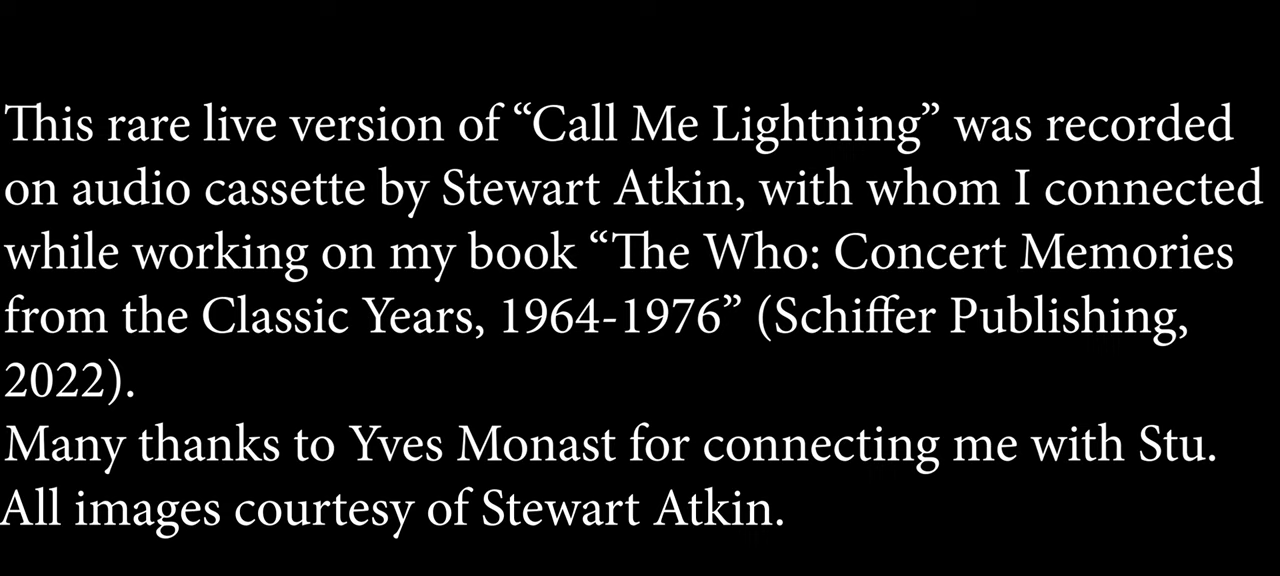 This rare live version of “Call Me Lightning” was recorded
on audio cassette by Stewart Atkin, with whom I connected
while working on my book “The Who: Concert Memories
from the Classic Years, 1964-1976” (Schiffer Publishing,
2022).
Many thanks to Yves Monast for connecting me with Stu.
All images courtesy of Stewart Atkin.